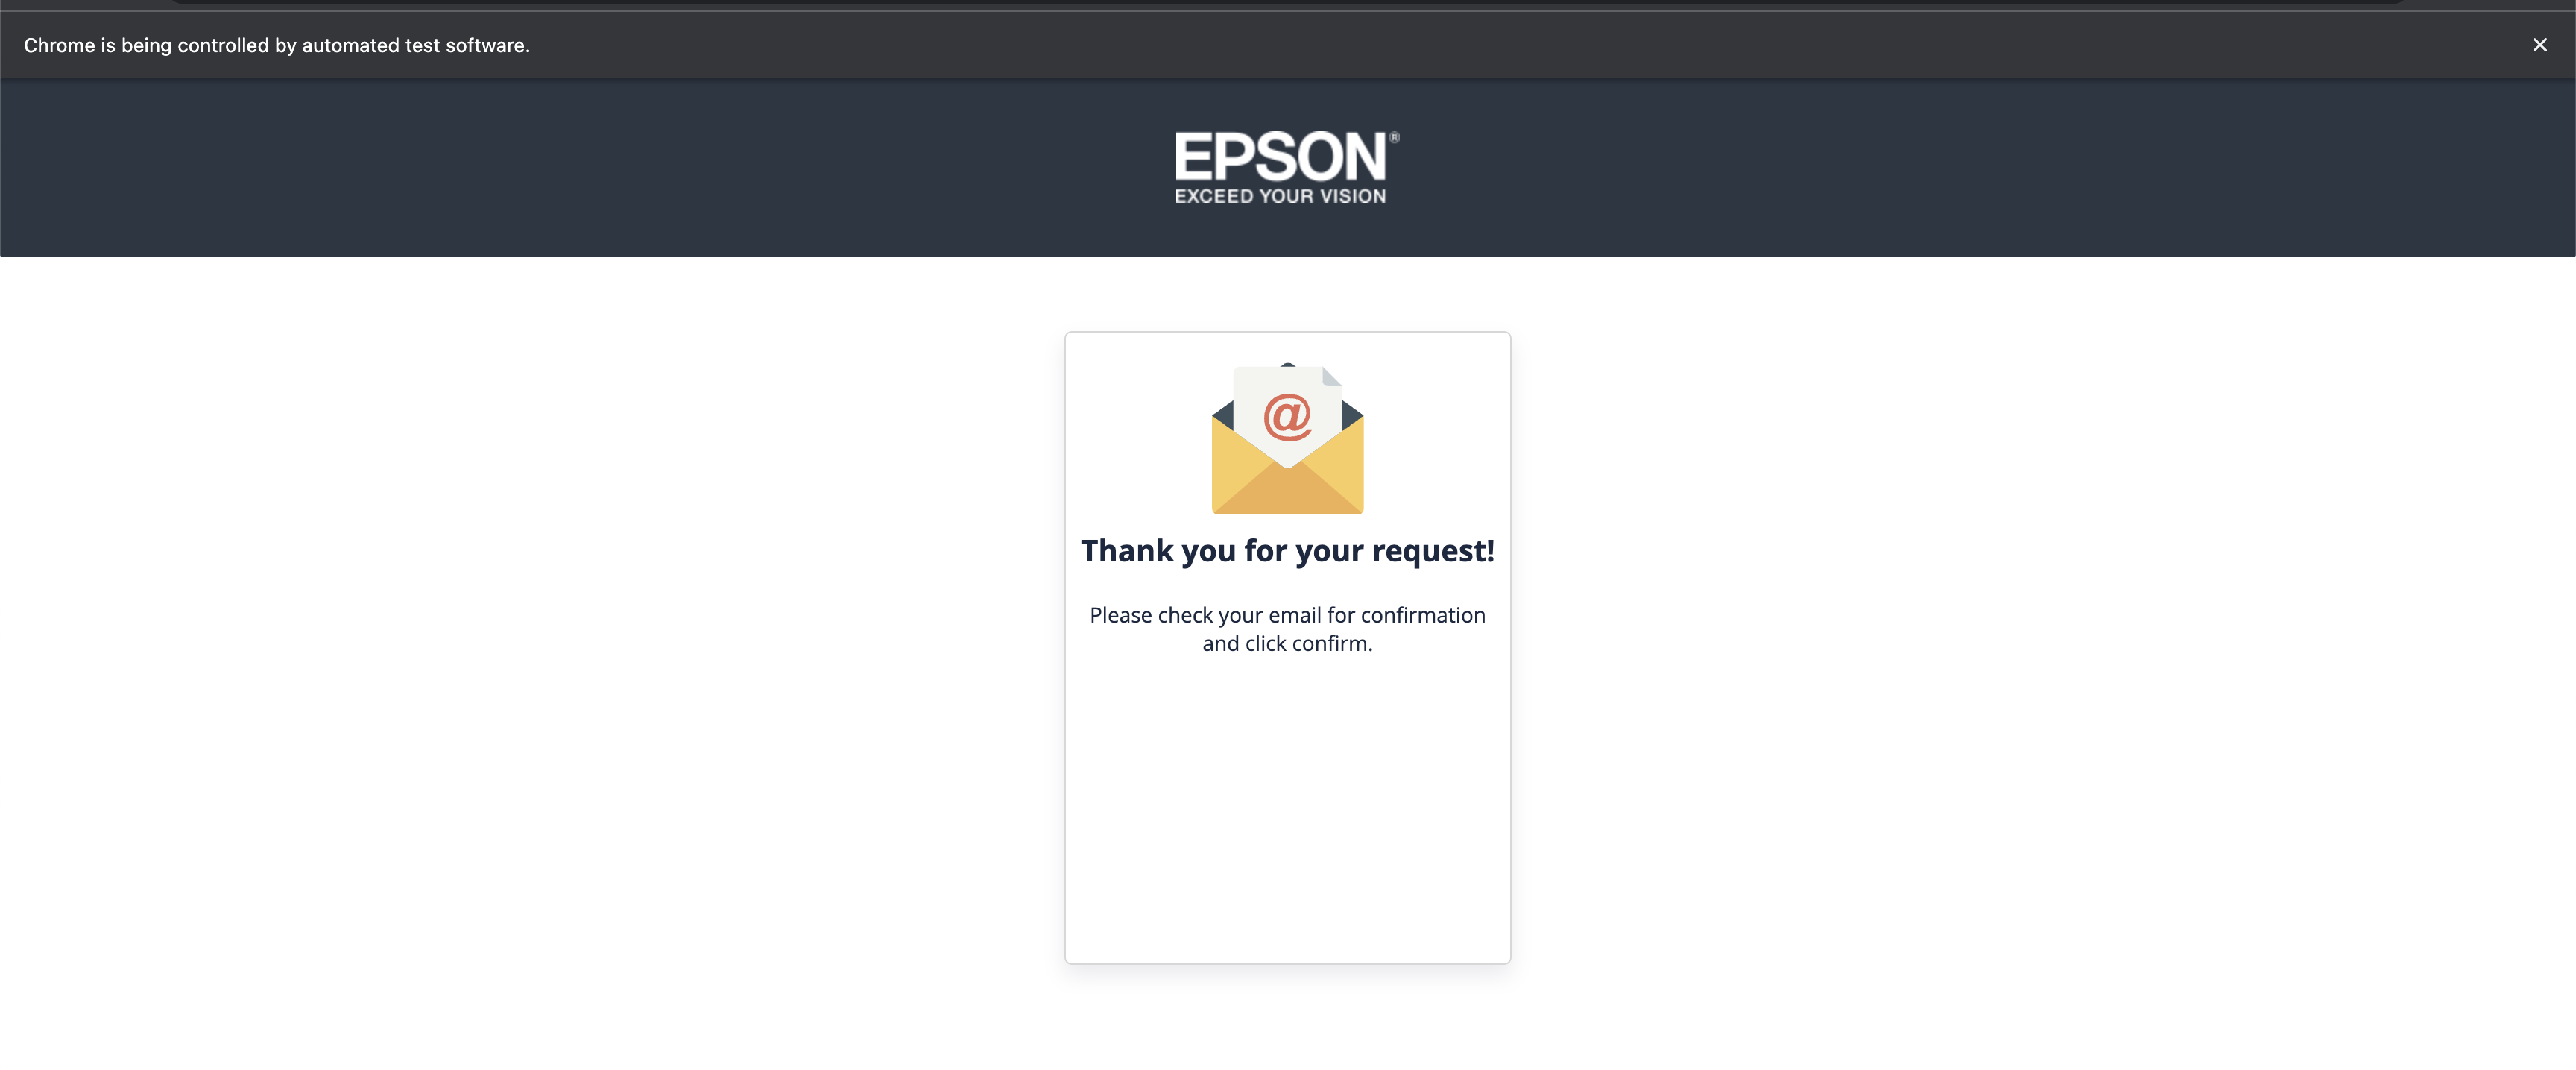 Chrome is being controlled by automated test software.
EPSON®
EXCEED YOUR VISION
@
Thank you for your request!
Please check your email for confirmation
and click confirm.